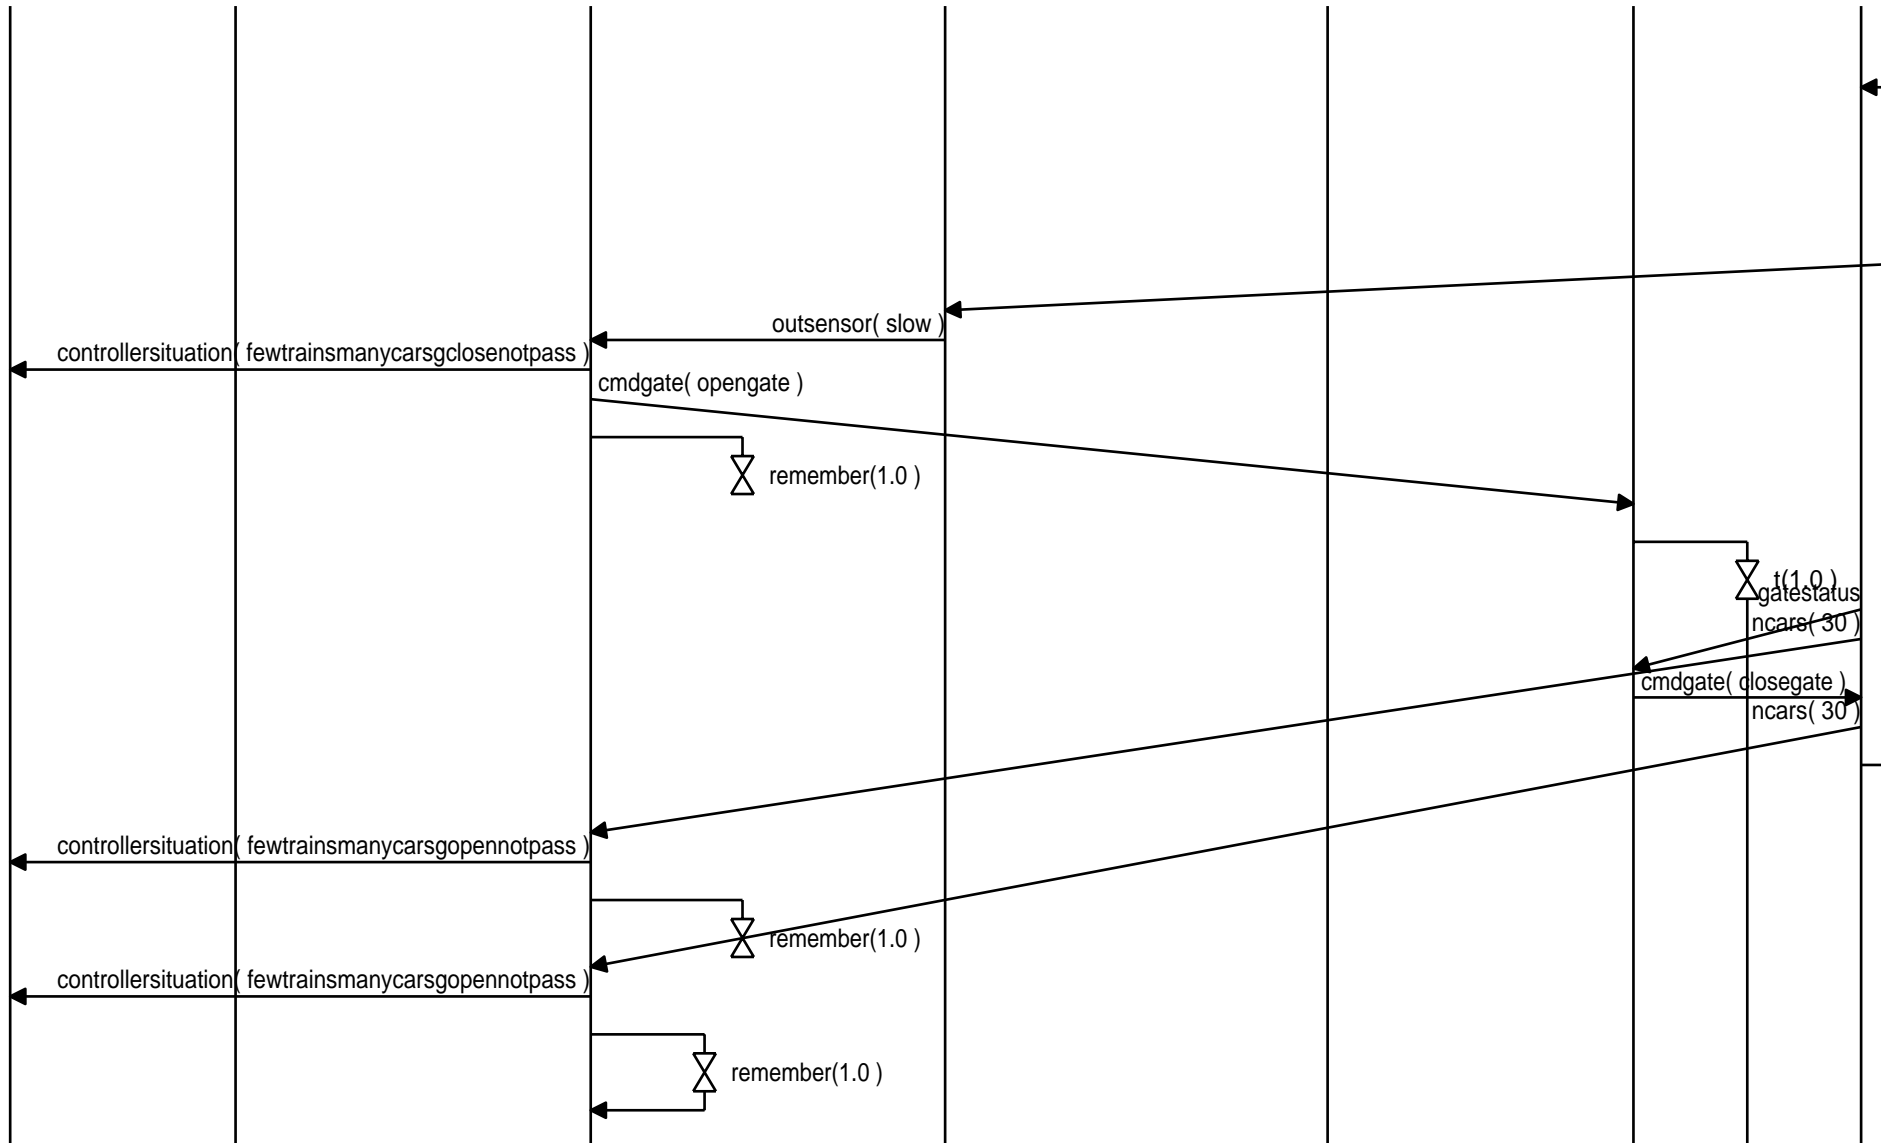 outsensor( slow )
controllersituation( fewtrainsmanycarsgclosenotpass )
cmdgate( opengate )
remember(1.0 )
t(1.0 )
gatestatus
ncars( 30 )
cmdgate( closegate )
ncars( 30 )
controllersituation( fewtrainsmanycarsgopennotpass )
remember(1.0 )
controllersituation( fewtrainsmanycarsgopennotpass )
remember(1.0 )